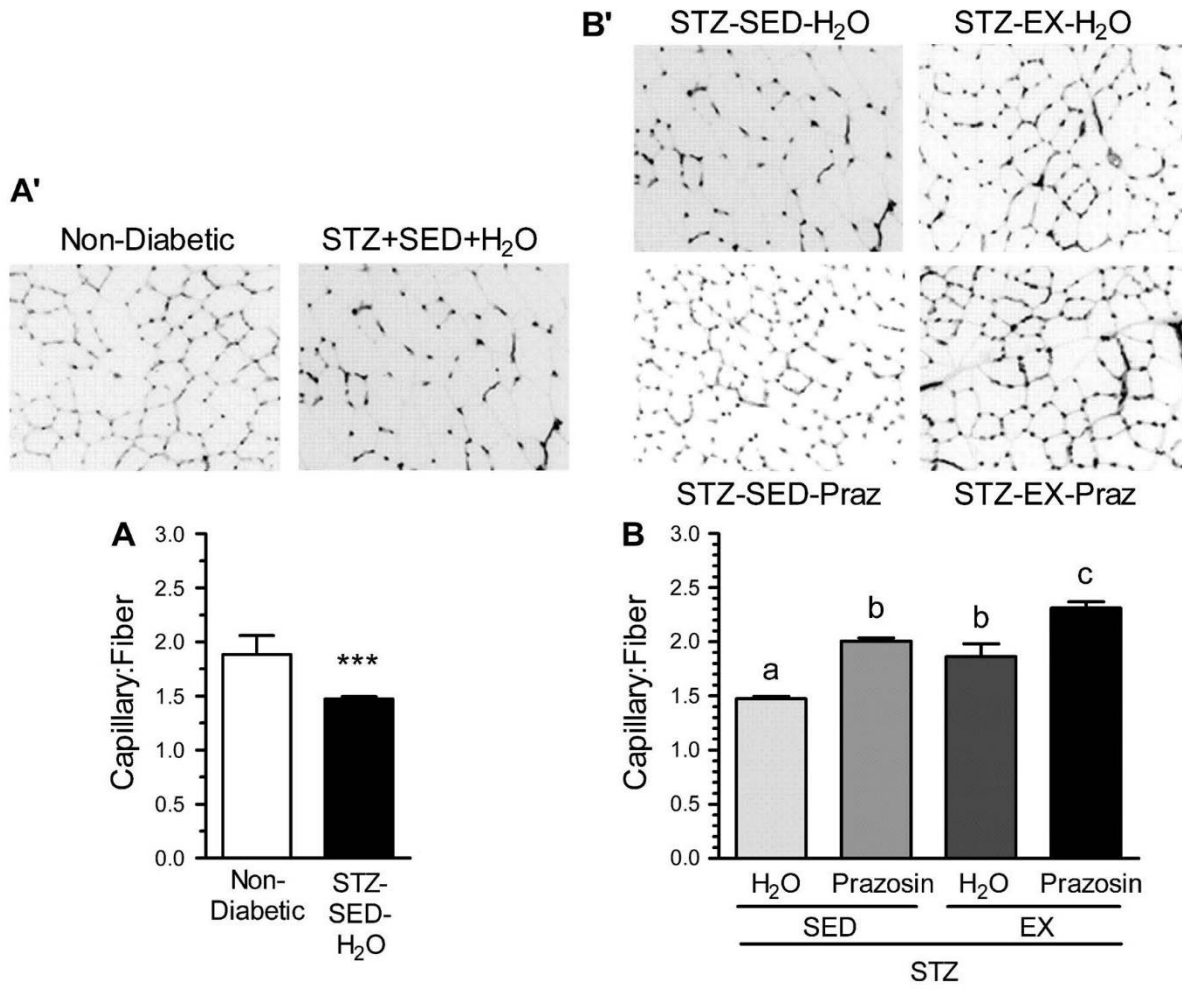 A'
Non-Diabetic STZ+SED+H₂O
B'
STZ-SED-H₂O STZ-EX-H₂O
STZ-SED-Praz STZ-EX-Praz
A
Capillary:Fiber
3.0
2.5
2.0
1.5
1.0
0.5
0.0
***
Non-
Diabetic
STZ-
SED-
H₂O
B
Capillary:Fiber
3.0
2.5
2.0
1.5
1.0
0.5
0.0
a
b
b
c
H₂O Prazosin H₂O Prazosin
SED EX
STZ